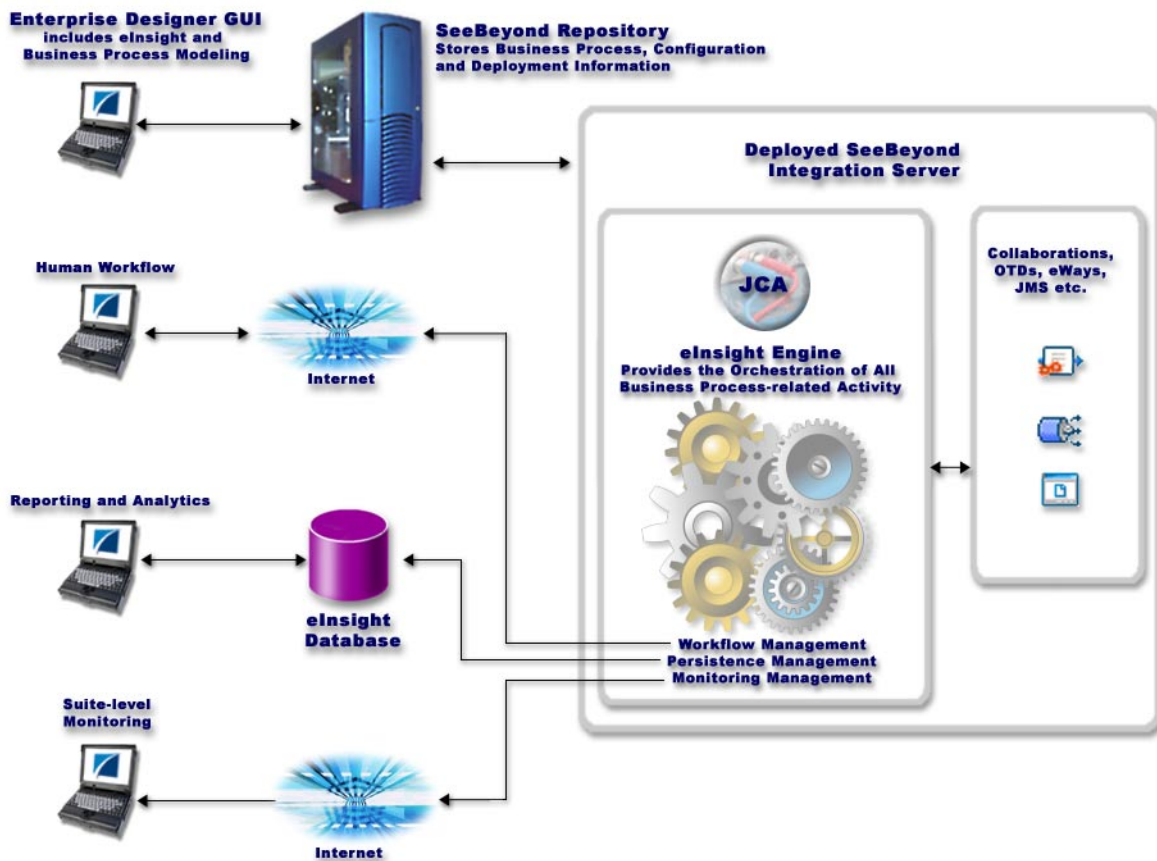 Enterprise Designer GUI
includes eInsight and
Business Process Modeling
SeeBeyond Repository
Stores Business Process, Configuration
and Deployment Information
Deployed SeeBeyond
Integration Server
Human Workflow
Internet
JCA
eInsight Engine
Provides the Orchestration of All
Business Process-related Activity
Collaborations,
OTDs, eWays,
JMS etc.
Reporting and Analytics
eInsight
Database
Workflow Management
Persistence Management
Monitoring Management
Suite-level
Monitoring
Internet